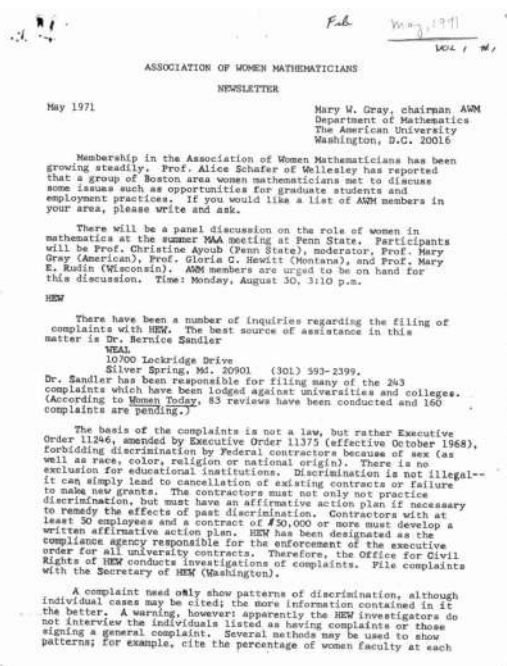 Feb May, 1971
VOL 1 #1
ASSOCIATION OF WOMEN MATHEMATICIANS
NEWSLETTER
May 1971
Mary W. Gray, chairman AWM
Department of Mathematics
The American University
Washington, D.C. 20016
Membership in the Association of Women Mathematicians has been
growing steadily. Prof. Alice Schafer of Wellesley has reported
that a group of Boston area women mathematicians met to discuss
some issues such as opportunities for graduate students and
employment practices. If you would like a list of AWM members in
your area, please write and ask.
There will be a panel discussion on the role of women in
mathematics at the summer MAA meeting at Penn State. Participants
will be Prof. Christine Ayoub (Penn State), moderator, Prof. Mary
Gray (American), Prof. Gloria C. Hewitt (Montana), and Prof. Mary
E. Rudin (Wisconsin). AWM members are urged to be on hand for
this discussion. Time: Monday, August 30, 3:10 p.m.
HEW
There have been a number of inquiries regarding the filing of
complaints with HEW. The best source of assistance in this
matter is Dr. Bernice Sandler
WEAL
10700 Lockridge Drive
Silver Spring, Md. 20901 (301) 593-2399.
Dr. Sandler has been responsible for filing many of the 243
complaints which have been lodged against universities and colleges.
(According to Women Today, 83 reviews have been conducted and 160
complaints are pending.)
The basis of the complaints is not a law, but rather Executive
Order 11246, amended by Executive Order 11375 (effective October 1968),
forbidding discrimination by Federal contractors because of sex (as
well as race, color, religion or national origin). There is no
exclusion for educational institutions. Discrimination is not illegal--
it can simply lead to cancellation of existing contracts or failure
to make new grants. The contractors must not only not practice
discrimination, but must have an affirmative action plan if necessary
to remedy the effects of past discrimination. Contractors with at
least 50 employees and a contract of $50,000 or more must develop a
written affirmative action plan. HEW has been designated as the
compliance agency responsible for the enforcement of the executive
order for all university contracts. Therefore, the Office for Civil
Rights of HEW conducts investigations of complaints. File complaints
with the Secretary of HEW (Washington).
A complaint need only show patterns of discrimination, although
individual cases may be cited; the more information contained in it
the better. A warning, however: apparently the HEW investigators do
not interview the individuals listed as having complaints or those
signing a general complaint. Several methods may be used to show
patterns; for example, cite the percentage of women faculty at each